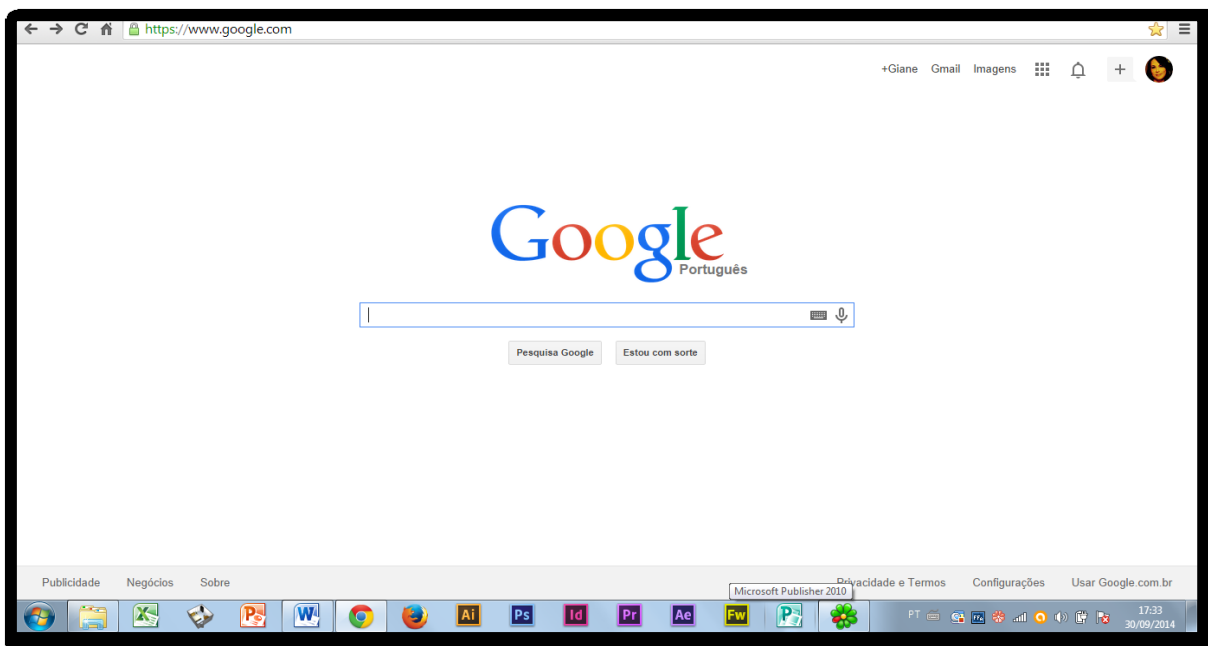 https://www.google.com
+Giane Gmail Imagens
Google
Português
Pesquisa Google Estou com sorte
Publicidade Negócios Sobre Privacidade e Termos Configurações Usar Google.com.br
Microsoft Publisher 2010
Ai Ps Id Pr Ae Fw
PT 17:33
30/09/2014